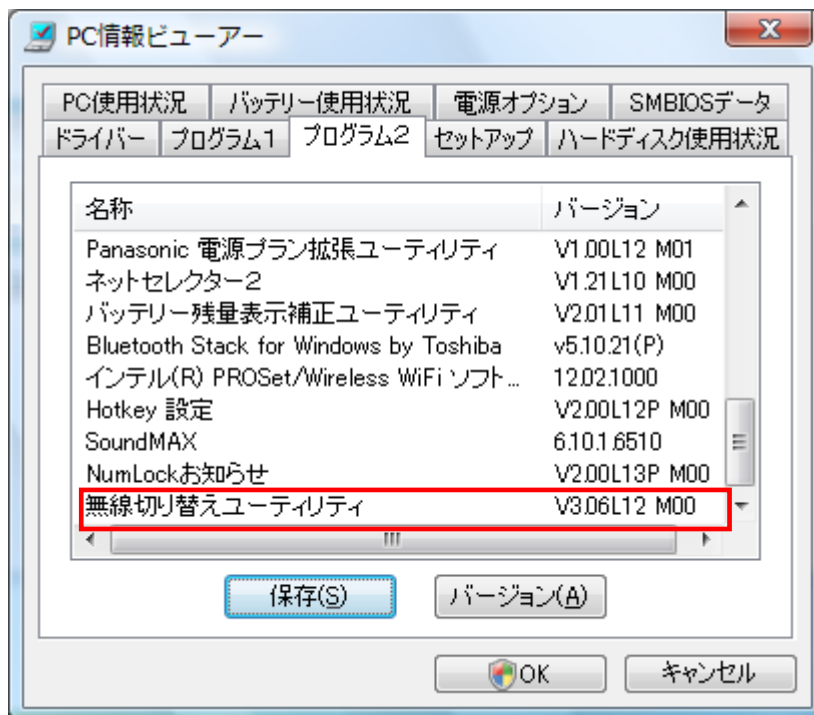 PC情報ビューアー
PC使用状況 バッテリー使用状況 電源オプション SMBIOSデータ
ドライバー プログラム1 プログラム2 セットアップ ハードディスク使用状況
名称 バージョン
Panasonic 電源プラン拡張ユーティリティ V1.00L12 M01
ネットセレクター2 V1.21L10 M00
バッテリー残量表示補正ユーティリティ V2.01L11 M00
Bluetooth Stack for Windows by Toshiba v5.10.21(P)
インテル(R) PROSet/Wireless WiFi ソフト... 12.02.1000
Hotkey 設定 V2.00L12P M00
SoundMAX 6.10.1.6510
NumLockお知らせ V2.00L13P M00
無線切り替えユーティリティ V3.06L12 M00
保存(S) バージョン(A)
OK キャンセル